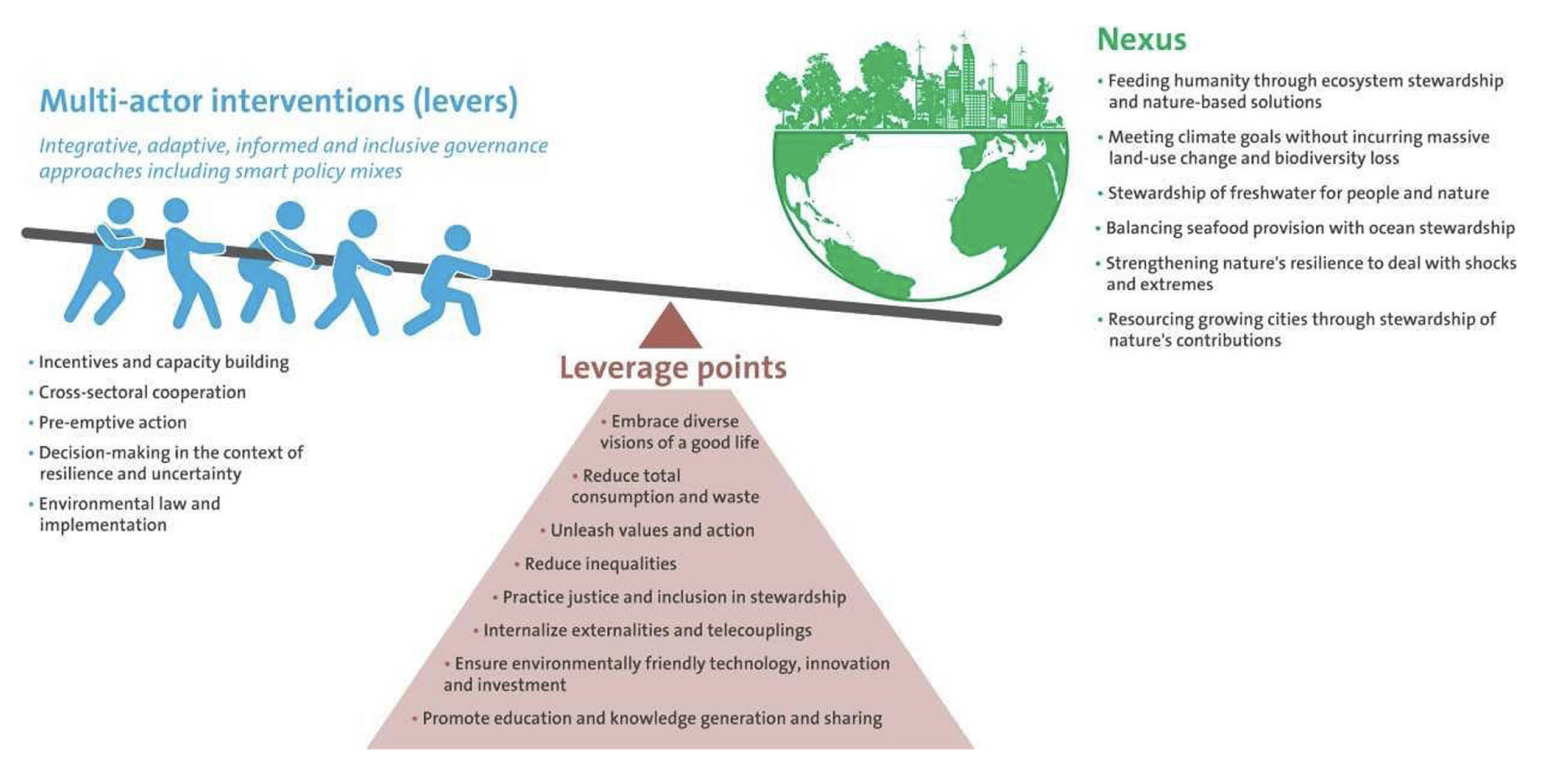 Multi-actor interventions (levers)
Integrative, adaptive, informed and inclusive governance
approaches including smart policy mixes
• Incentives and capacity building
• Cross-sectoral cooperation
• Pre-emptive action
• Decision-making in the context of
resilience and uncertainty
• Environmental law and
implementation
Leverage points
• Embrace diverse
visions of a good life
• Reduce total
consumption and waste
• Unleash values and action
• Reduce inequalities
• Practice justice and inclusion in stewardship
• Internalize externalities and telecouplings
• Ensure environmentally friendly technology, innovation
and investment
• Promote education and knowledge generation and sharing
Nexus
• Feeding humanity through ecosystem stewardship
and nature-based solutions
• Meeting climate goals without incurring massive
land-use change and biodiversity loss
• Stewardship of freshwater for people and nature
• Balancing seafood provision with ocean stewardship
• Strengthening nature's resilience to deal with shocks
and extremes
• Resourcing growing cities through stewardship of
nature's contributions